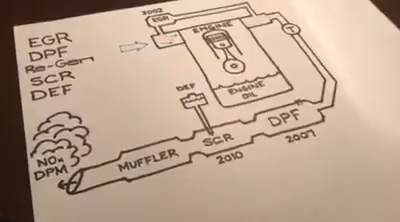 EGR
DPF
Re-Gen
SCR
DEF
2002
EGR
ENGINE
T
ENGINE
OIL
DEF
NOx
DPM
MUFFLER
SCR
2010
DPF
2007